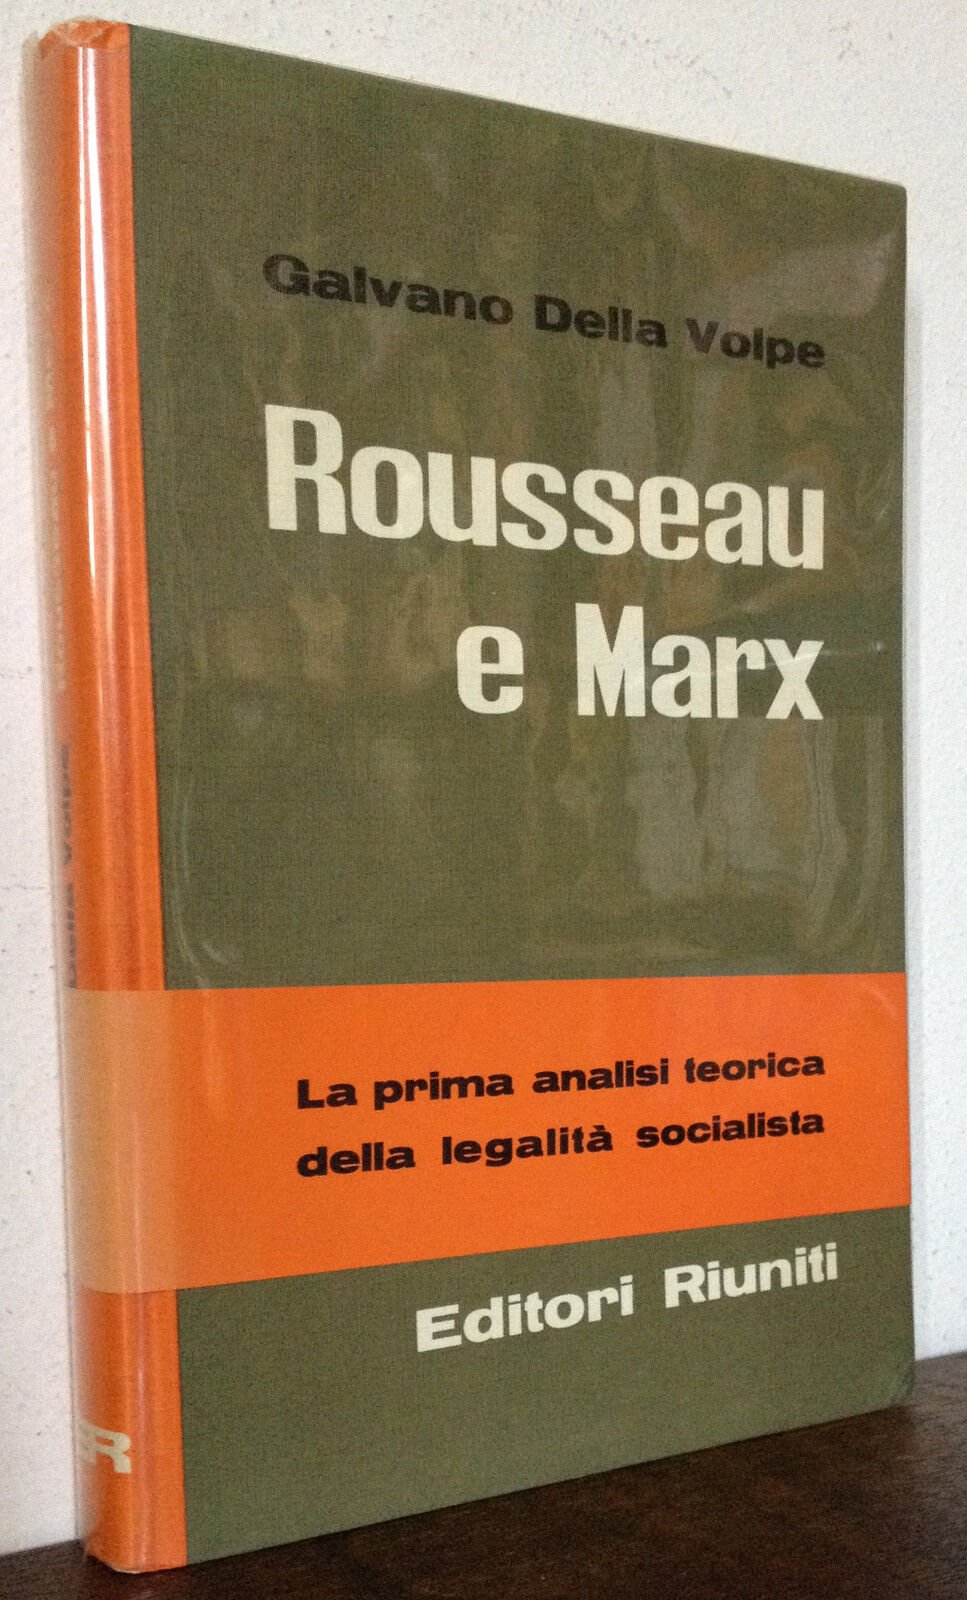 Galvano Della Volpe
Rousseau
e Marx
La prima analisi teorica
della legalità socialista
Editori Riuniti